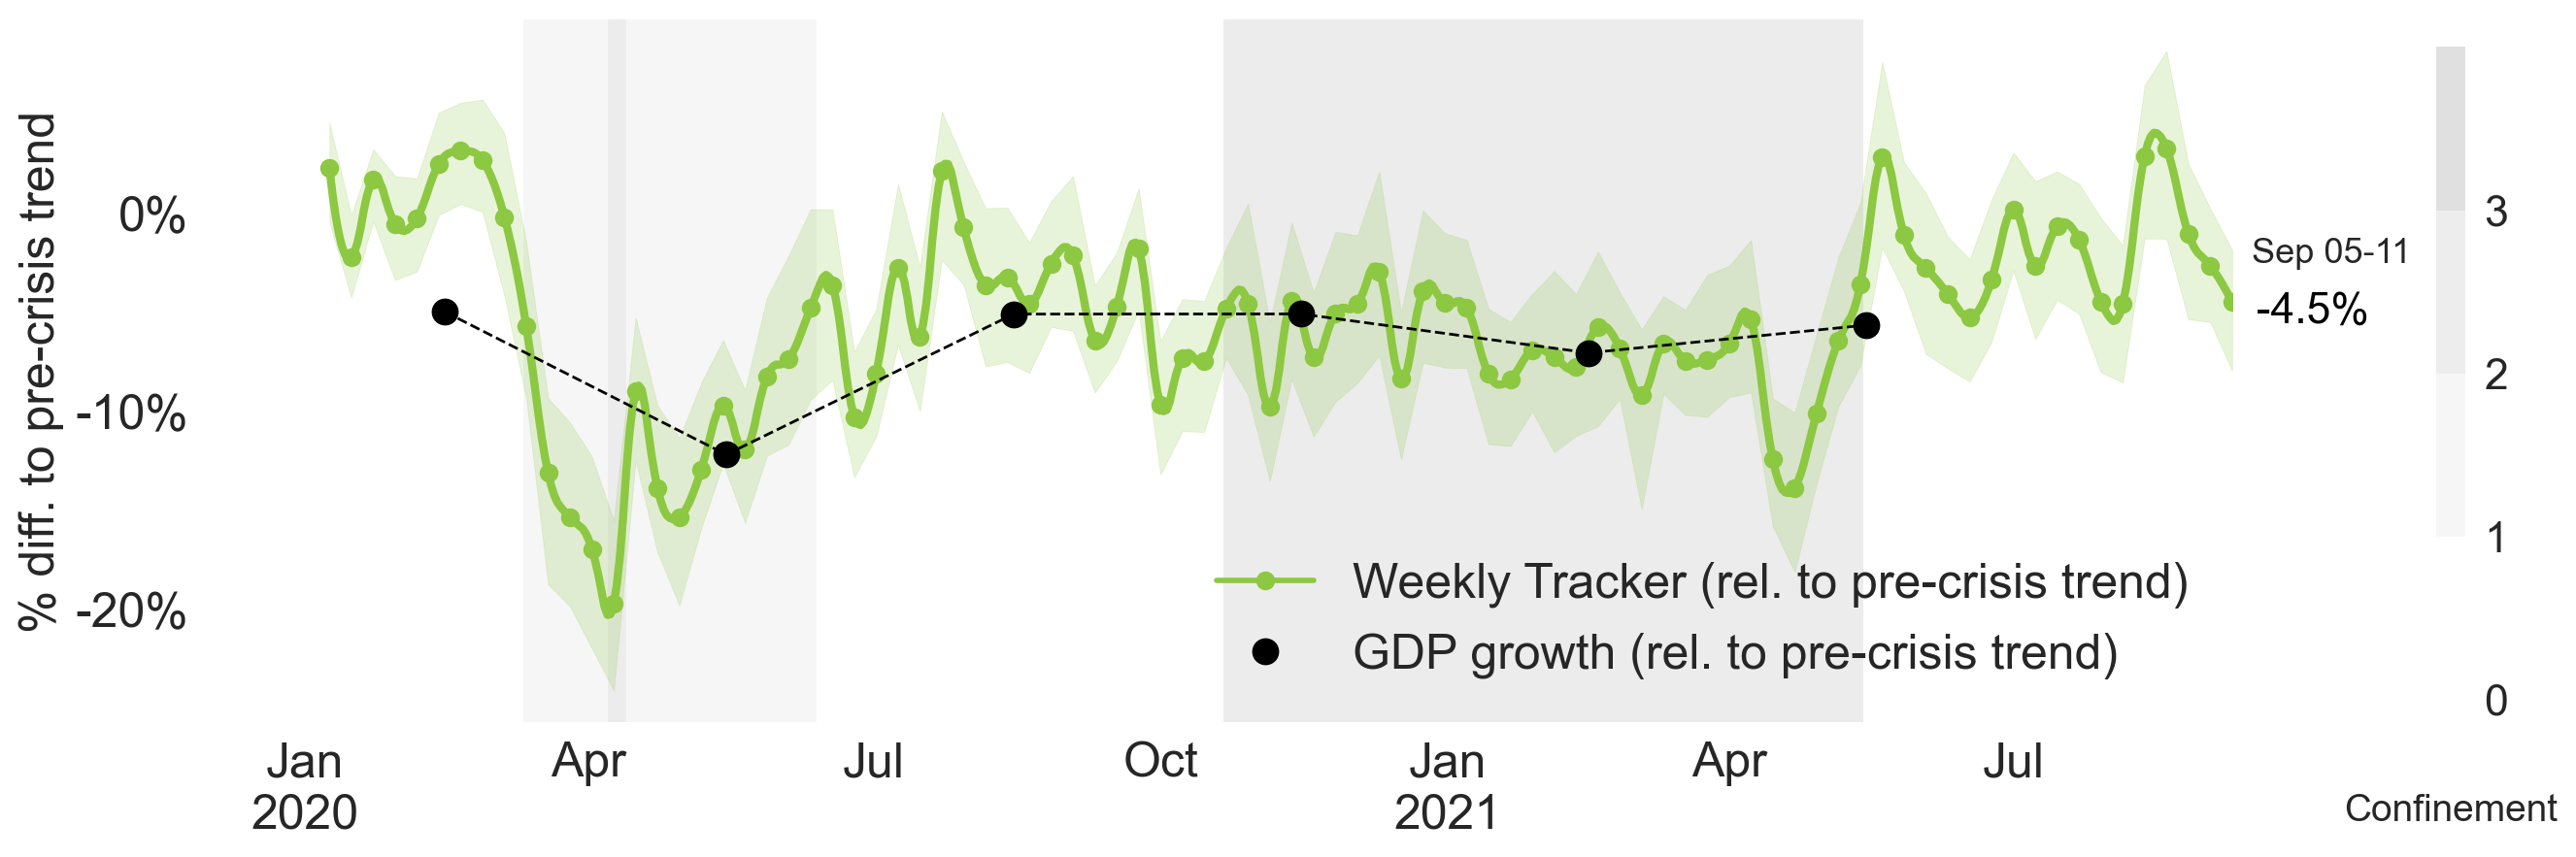 % diff. to pre-crisis trend
0%
-10%
-20%
Sep 05-11
-4.5%
Weekly Tracker (rel. to pre-crisis trend)
GDP growth (rel. to pre-crisis trend)
Jan
2020
Apr
Jul
Oct
Jan
2021
Apr
Jul
3
2
1
0
Confinement